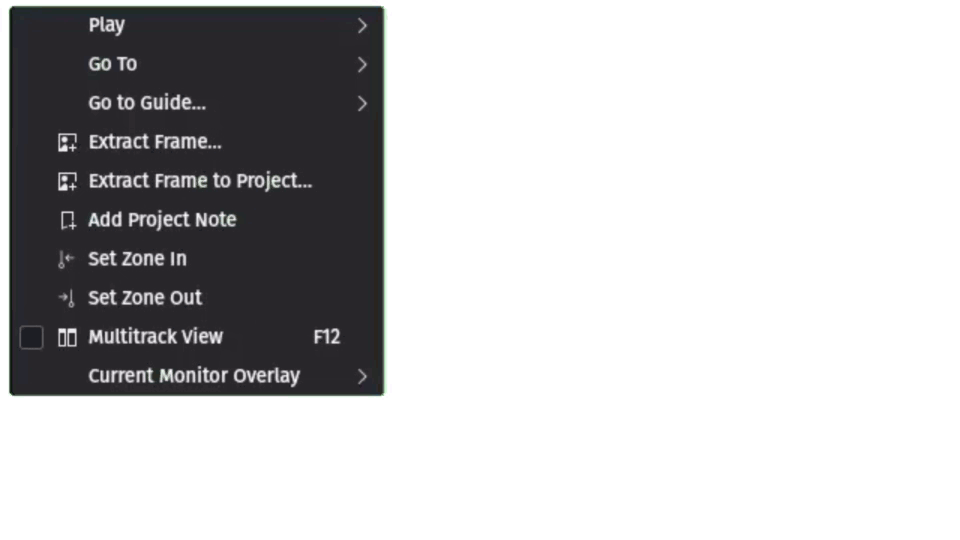 Play
Go To
Go to Guide...
Extract Frame...
Extract Frame to Project...
Add Project Note
Set Zone In
Set Zone Out
Multitrack View F12
Current Monitor Overlay